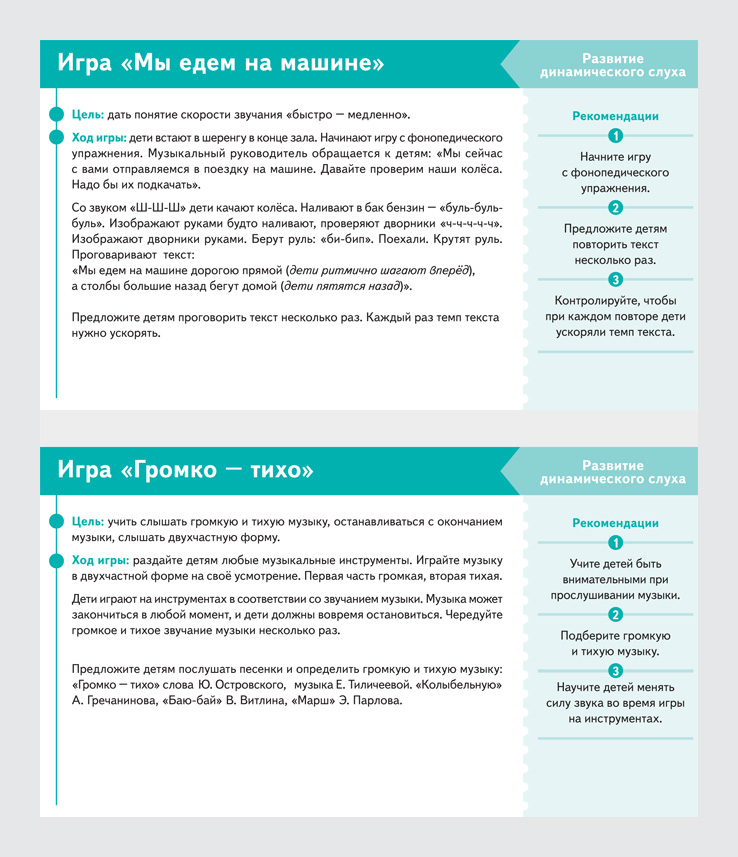 Игра «Мы едем на машине»
Развитие
динамического слуха
Цель: дать понятие скорости звучания «быстро — медленно».
Ход игры: дети встают в шеренгу в конце зала. Начинают игру с фонопедического
упражнения. Музыкальный руководитель обращается к детям: «Мы сейчас
с вами отправляемся в поездку на машине. Давайте проверим наши колёса.
Надо бы их подкачать».
Со звуком «Ш-Ш-Ш» дети качают колёса. Наливают в бак бензин — «буль-буль-
буль». Изображают руками будто наливают, проверяют дворники «ч-ч-ч-ч-ч».
Изображают дворники руками. Берут руль: «би-бип». Поехали. Крутят руль.
Проговаривают текст:
«Мы едем на машине дорогою прямой (дети ритмично шагают вперёд),
а столбы большие назад бегут домой (дети пятятся назад)».
Предложите детям проговорить текст несколько раз. Каждый раз темп текста
нужно ускорять.
Рекомендации
1
Начните игру
с фонопедического
упражнения.
2
Предложите детям
повторить текст
несколько раз.
3
Контролируйте, чтобы
при каждом повторе дети
ускоряли темп текста.
Игра «Громко — тихо»
Развитие
динамического слуха
Цель: учить слышать громкую и тихую музыку, останавливаться с окончанием
музыки, слышать двухчастную форму.
Ход игры: раздайте детям любые музыкальные инструменты. Играйте музыку
в двухчастной форме на своё усмотрение. Первая часть громкая, вторая тихая.
Дети играют на инструментах в соответствии со звучанием музыки. Музыка может
закончиться в любой момент, и дети должны вовремя остановиться. Чередуйте
громкое и тихое звучание музыки несколько раз.
Предложите детям послушать песенки и определить громкую и тихую музыку:
«Громко — тихо» слова Ю. Островского, музыка Е. Тиличеевой. «Колыбельную»
А. Гречанинова, «Баю-бай» В. Витлина, «Марш» Э. Парлова.
Рекомендации
1
Учите детей быть
внимательными при
прослушивании музыки.
2
Подберите громкую
и тихую музыку.
3
Научите детей менять
силу звука во время игры
на инструментах.